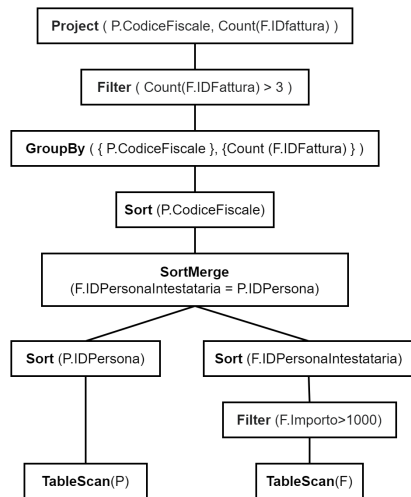 Project ( P.CodiceFiscale, Count(F.IDfattura) )
Filter ( Count(F.IDFattura) > 3 )
GroupBy ( { P.CodiceFiscale }, {Count (F.IDFattura) } )
Sort (P.CodiceFiscale)
SortMerge
(F.IDPersonaIntestataria = P.IDPersona)
Sort (P.IDPersona)
Sort (F.IDPersonaIntestataria)
Filter (F.Importo>1000)
TableScan(P)
TableScan(F)